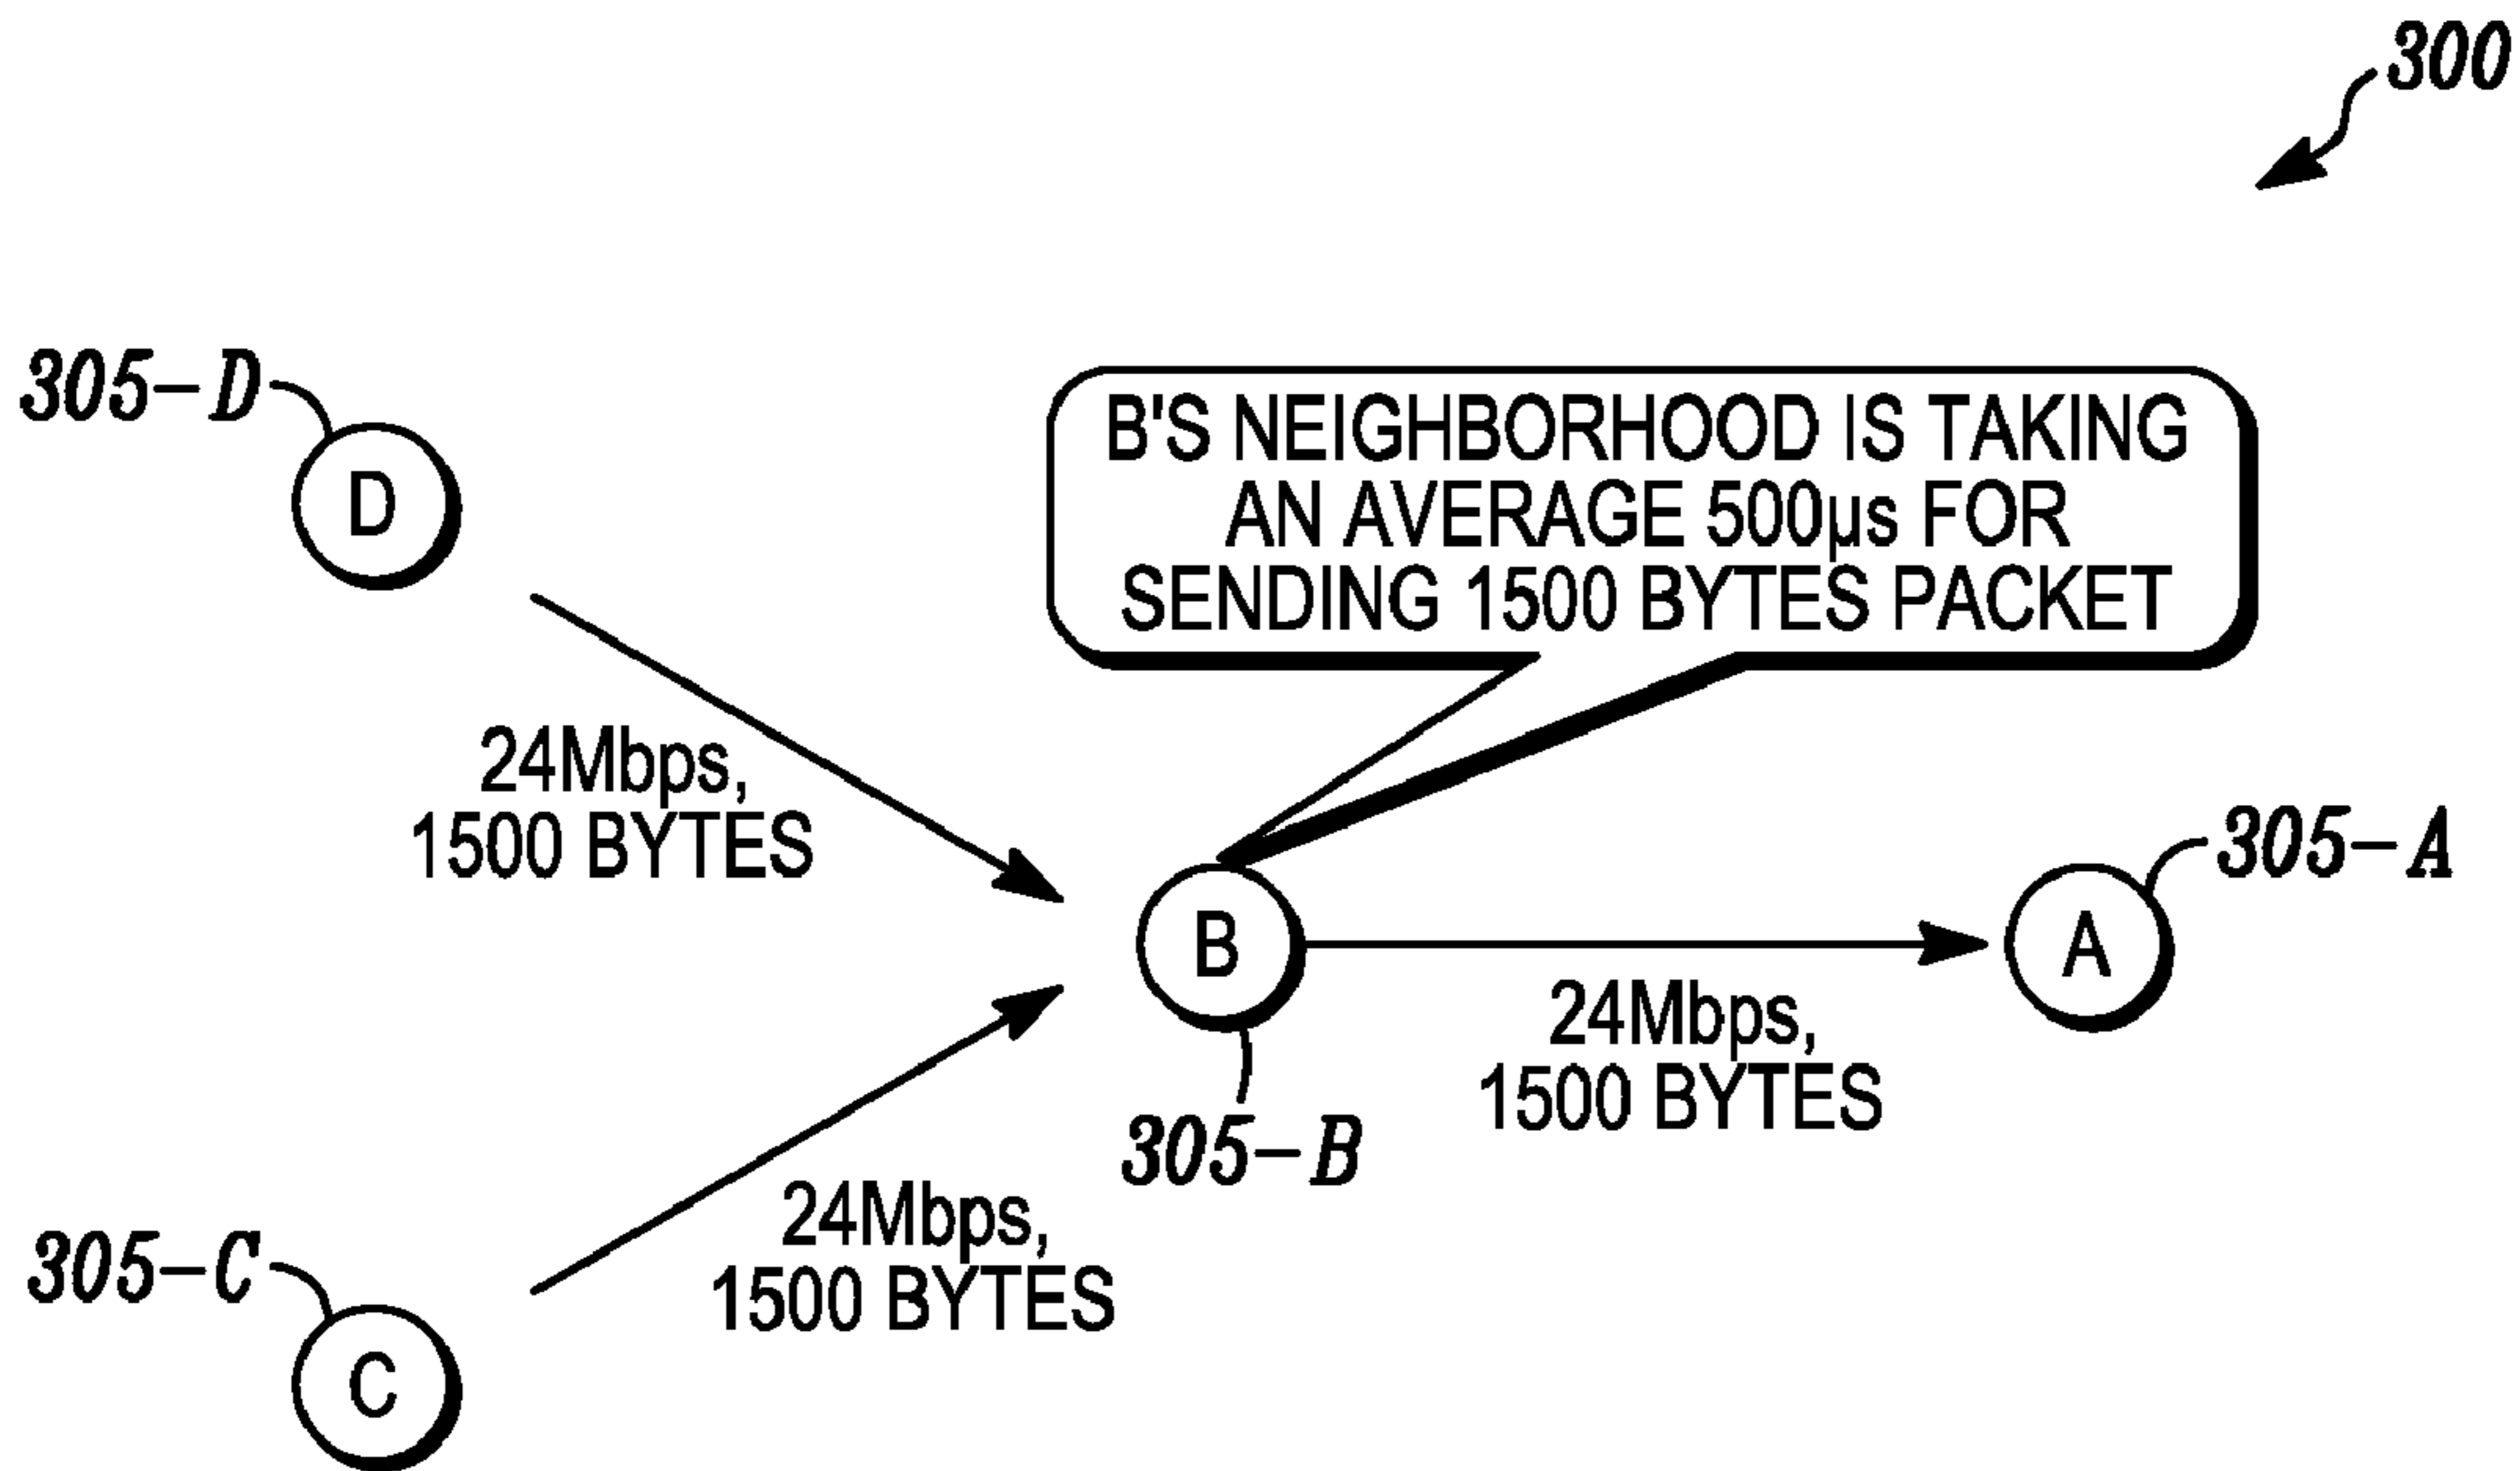 300
305-D
D
B'S NEIGHBORHOOD IS TAKING
AN AVERAGE 500µs FOR
SENDING 1500 BYTES PACKET
24Mbps,
1500 BYTES
305-A
B
A
24Mbps,
1500 BYTES
305-B
24Mbps,
1500 BYTES
305-C
C